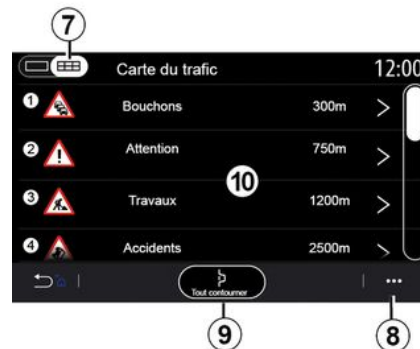 7
Carte du trafic 12:00
1 Bouchons 300m
2 Attention 750m
10
3 Travaux 1200m
4 Accidents 2500m
Tout contourner
9 8